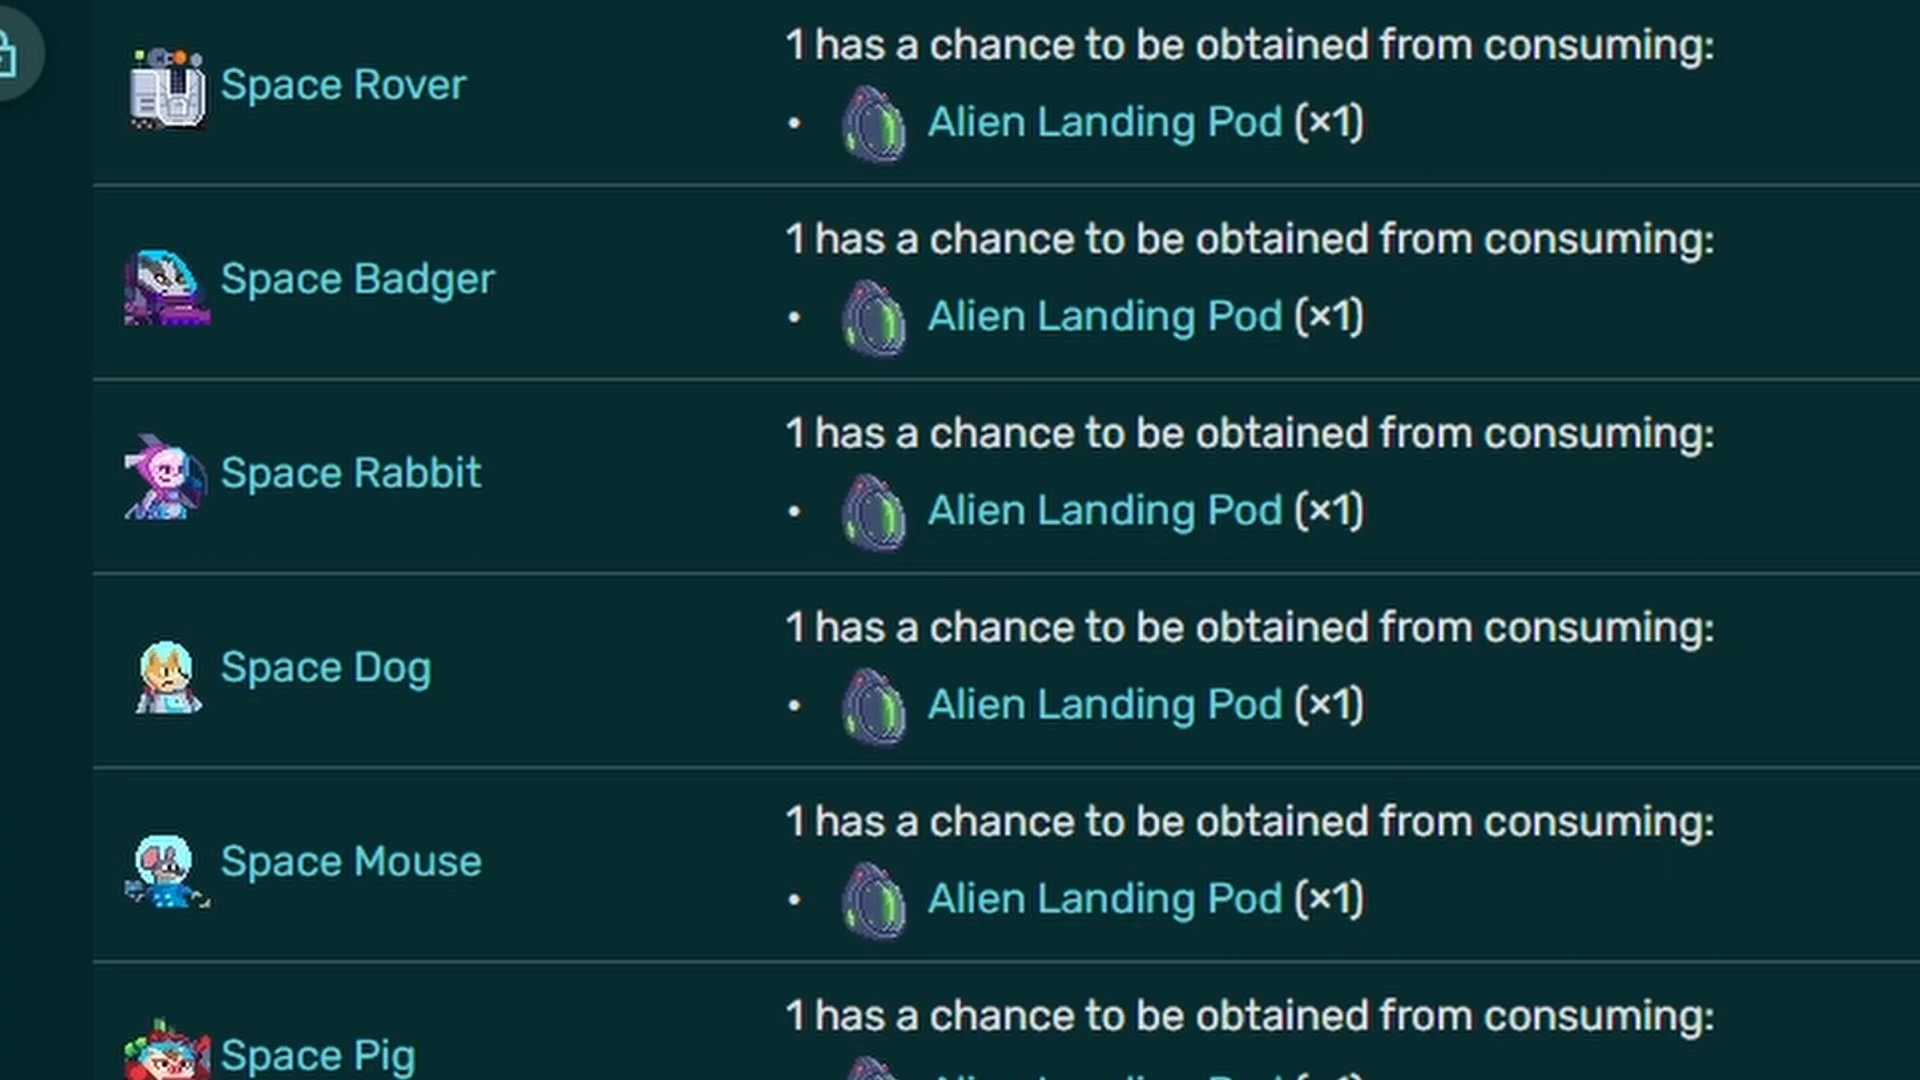 Space Rover
1 has a chance to be obtained from consuming:
• Alien Landing Pod (×1)
Space Badger
1 has a chance to be obtained from consuming:
• Alien Landing Pod (×1)
Space Rabbit
1 has a chance to be obtained from consuming:
• Alien Landing Pod (×1)
Space Dog
1 has a chance to be obtained from consuming:
• Alien Landing Pod (×1)
Space Mouse
1 has a chance to be obtained from consuming:
• Alien Landing Pod (×1)
Space Pig
1 has a chance to be obtained from consuming: